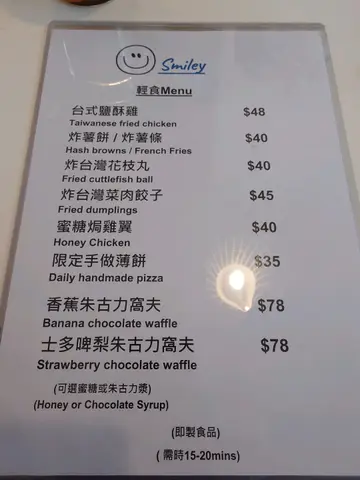 Smiley
輕食Menu
台式鹽酥雞 $48
Taiwanese fried chicken
炸薯餅 / 炸薯條 $40
Hash browns / French Fries
炸台灣花枝丸 $40
Fried cuttlefish ball
炸台灣菜肉餃子 $45
Fried dumplings
蜜糖焗雞翼 $40
Honey Chicken
限定手做薄餅 $35
Daily handmade pizza
香蕉朱古力窩夫 $78
Banana chocolate waffle
士多啤梨朱古力窩夫 $78
Strawberry chocolate waffle
(可選蜜糖或朱古力漿)
(Honey or Chocolate Syrup)
(即製食品)
( 需時15-20mins)